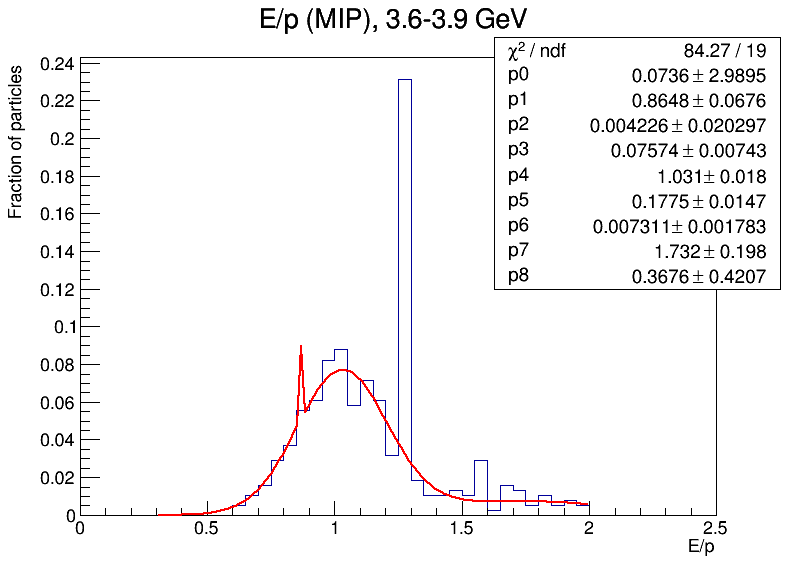 E/p (MIP), 3.6-3.9 GeV
χ² / ndf 84.27 / 19
p0 0.0736 ± 2.9895
p1 0.8648 ± 0.0676
p2 0.004226 ± 0.020297
p3 0.07574 ± 0.00743
p4 1.031 ± 0.018
p5 0.1775 ± 0.0147
p6 0.007311 ± 0.001783
p7 1.732 ± 0.198
p8 0.3676 ± 0.4207
Fraction of particles
0.24
0.22
0.2
0.18
0.16
0.14
0.12
0.1
0.08
0.06
0.04
0.02
0
0 0.5 1 1.5 2 2.5
E/p